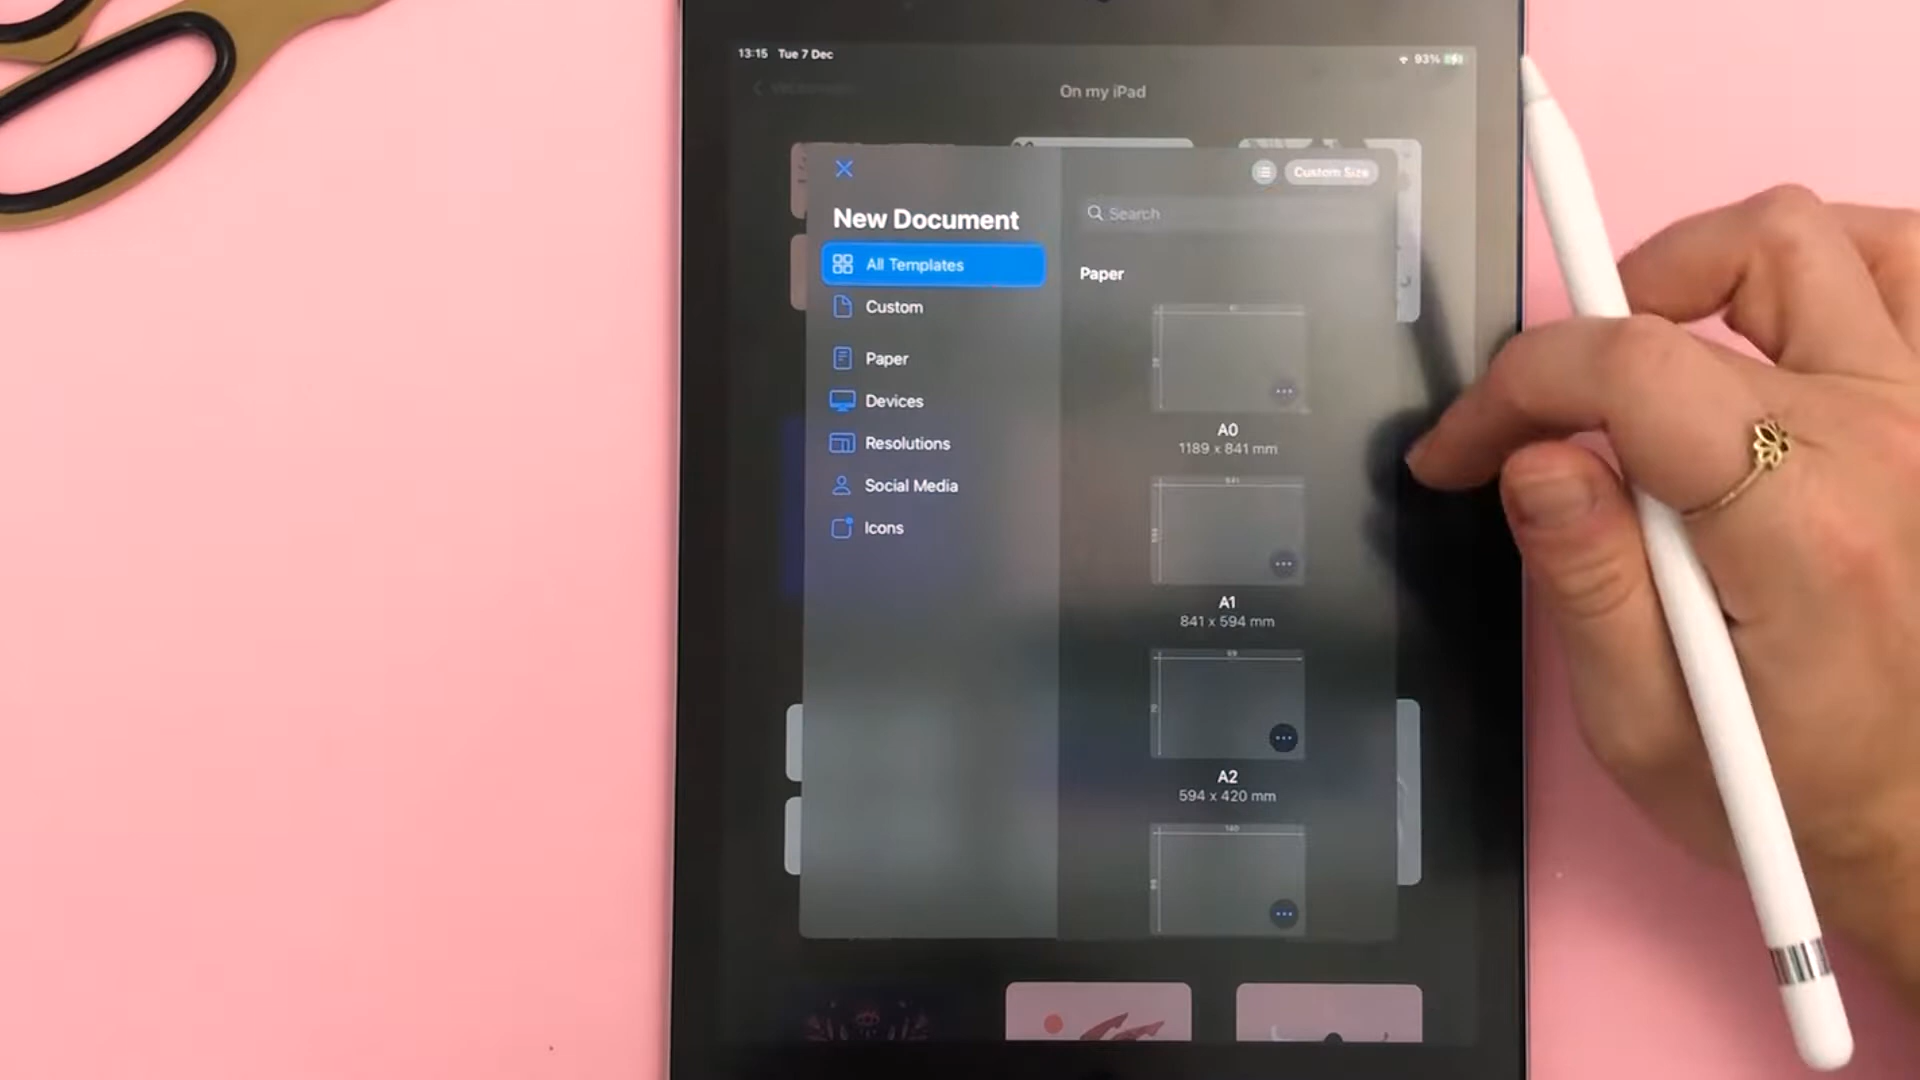 13:15 Tue 7 Dec
93%
On my iPad
Custom Size
New Document
Search
All Templates
Paper
Custom
Paper
Devices
Resolutions
Social Media
Icons
A0
1189 x 841 mm
841
A1
841 x 594 mm
A2
594 x 420 mm